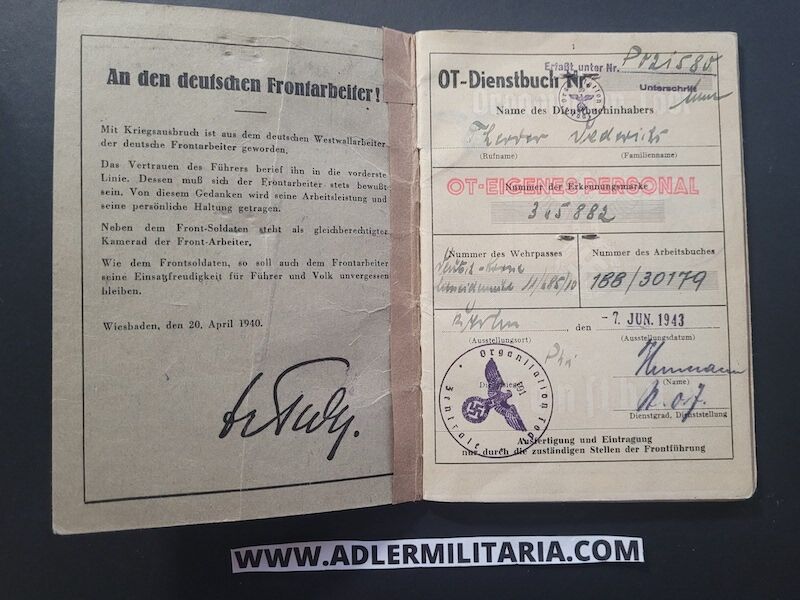 An den deutschen Frontarbeiter!
Mit Kriegsausbruch ist aus dem deutschen Westwallarbeiter
der deutsche Frontarbeiter geworden.
Das Vertrauen des Führers berief ihn in die vorderste
Linie. Dessen muß sich der Frontarbeiter stets bewußt
sein. Von diesem Gedanken wird seine Arbeitsleistung und
seine persönliche Haltung getragen.
Neben dem Front-Soldaten steht als gleichberechtigter
Kamerad der Front-Arbeiter.
Wie dem Frontsoldaten, so soll auch dem Frontarbeiter
seine Einsatzfreudigkeit für Führer und Volk unvergessen
bleiben.
Wiesbaden, den 20. April 1940.
Erfaßt unter Nr.
OT-Dienstbuch Nr.
Unterschrift
Name des Dienstbuchinhabers
Theodor
(Rufname) (Familienname)
Nummer der Erkennungsmarke
OT-EIGENES PERSONAL
315882
Nummer des Wehrpasses Nummer des Arbeitsbuches
188/30179
Berlin, den -7. JUN. 1943
(Ausstellungsort) (Ausstellungsdatum)
Organisation Todt
Zentrale
Dienstsiegel
(Name)
Dienstgrad, Dienststellung
Ausfertigung und Eintragung
nur durch die zuständigen Stellen der Frontführung
WWW.ADLERMILITARIA.COM